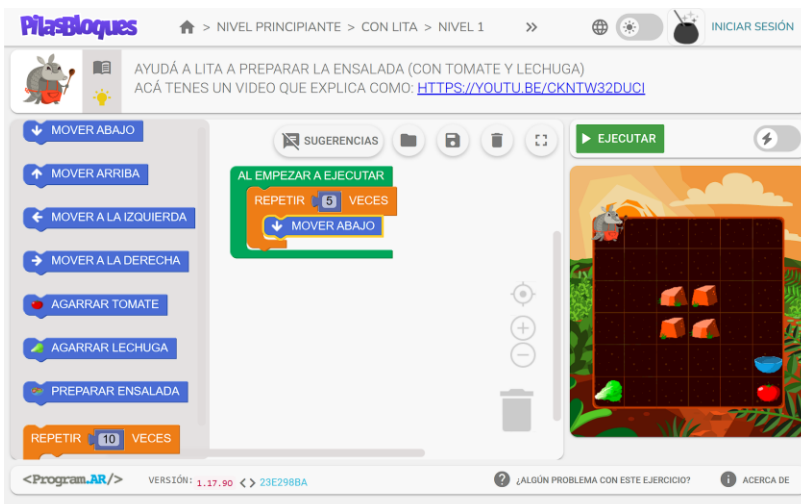 PilasBloques
> NIVEL PRINCIPIANTE > CON LITA > NIVEL 1
INICIAR SESIÓN
AYUDÁ A LITA A PREPARAR LA ENSALADA (CON TOMATE Y LECHUGA)
ACÁ TENES UN VIDEO QUE EXPLICA COMO: HTTPS://YOUTU.BE/CKNTW32DUCI
MOVER ABAJO
MOVER ARRIBA
MOVER A LA IZQUIERDA
MOVER A LA DERECHA
AGARRAR TOMATE
AGARRAR LECHUGA
PREPARAR ENSALADA
REPETIR 10 VECES
SUGERENCIAS
AL EMPEZAR A EJECUTAR
REPETIR 5 VECES
MOVER ABAJO
EJECUTAR
<Program.AR/>
VERSIÓN: 1.17.90 <> 23E298BA
¿ALGÚN PROBLEMA CON ESTE EJERCICIO?
ACERCA DE